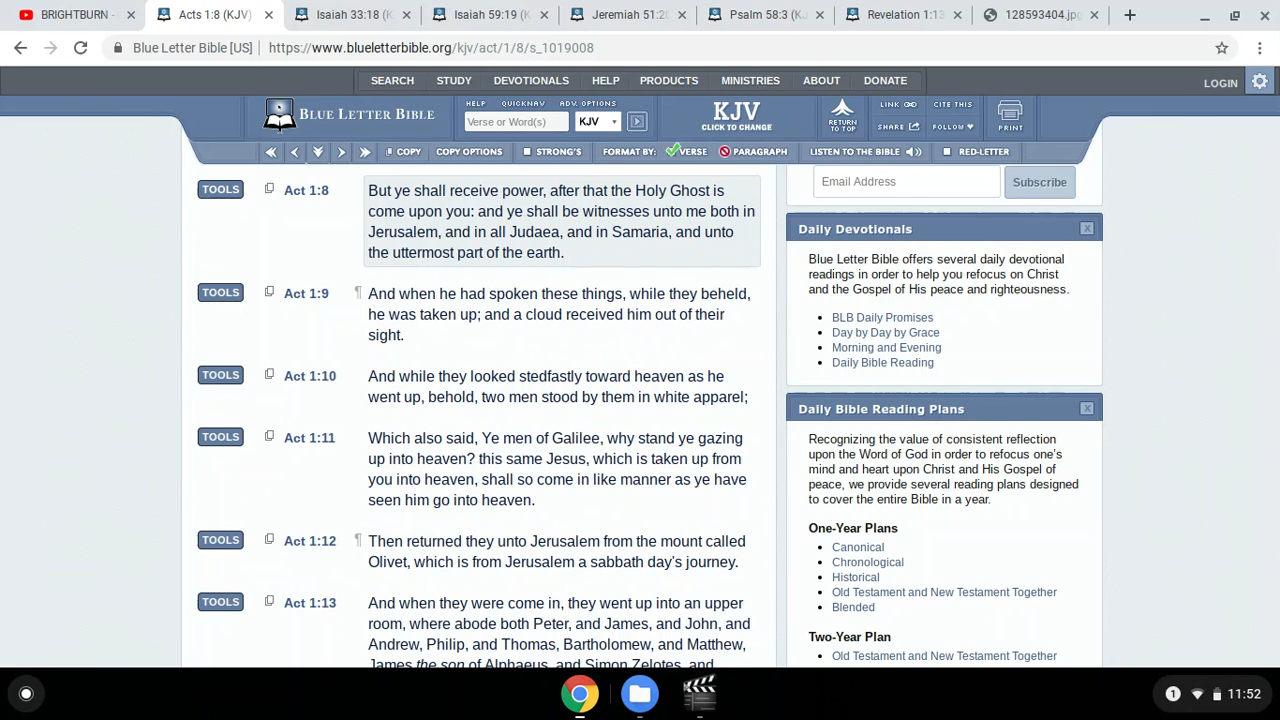 BRIGHTBURN
Acts 1:8 (KJV)
Isaiah 33:18 (K.
Isaiah 59:19 (K.
Jeremiah 51:2
Psalm 58:3 (K.
Revelation 1:13
128593404.jp
Blue Letter Bible [US]
https://www.blueletterbible.org/kjv/act/1/8/s_1019008
SEARCH STUDY DEVOTIONALS HELP PRODUCTS MINISTRIES ABOUT DONATE
LOGIN
BLUE LETTER BIBLE
HELP QUICKNAV ADV. OPTIONS
Verse or Word(s)
KJV
KJV
CLICK TO CHANGE
RETURN
TO TOP
LINK
CITE THIS
SHARE
FOLLOW
PRINT
COPY COPY OPTIONS STRONG'S FORMAT BY: VERSE PARAGRAPH LISTEN TO THE BIBLE RED-LETTER
TOOLS Act 1:8 But ye shall receive power, after that the Holy Ghost is
come upon you: and ye shall be witnesses unto me both in
Jerusalem, and in all Judaea, and in Samaria, and unto
the uttermost part of the earth.
TOOLS Act 1:9 ¶ And when he had spoken these things, while they beheld,
he was taken up; and a cloud received him out of their
sight.
TOOLS Act 1:10 And while they looked stedfastly toward heaven as he
went up, behold, two men stood by them in white apparel;
TOOLS Act 1:11 Which also said, Ye men of Galilee, why stand ye gazing
up into heaven? this same Jesus, which is taken up from
you into heaven, shall so come in like manner as ye have
seen him go into heaven.
TOOLS Act 1:12 ¶ Then returned they unto Jerusalem from the mount called
Olivet, which is from Jerusalem a sabbath day's journey.
TOOLS Act 1:13 And when they were come in, they went up into an upper
room, where abode both Peter, and James, and John, and
Andrew, Philip, and Thomas, Bartholomew, and Matthew,
James the son of Alphaeus, and Simon Zelotes, and
Email Address
Subscribe
Daily Devotionals
X
Blue Letter Bible offers several daily devotional
readings in order to help you refocus on Christ
and the Gospel of His peace and righteousness.
BLB Daily Promises
Day by Day by Grace
Morning and Evening
Daily Bible Reading
Daily Bible Reading Plans
X
Recognizing the value of consistent reflection
upon the Word of God in order to refocus one's
mind and heart upon Christ and His Gospel of
peace, we provide several reading plans designed
to cover the entire Bible in a year.
One-Year Plans
Canonical
Chronological
Historical
Old Testament and New Testament Together
Blended
Two-Year Plan
Old Testament and New Testament Together
1
11:52